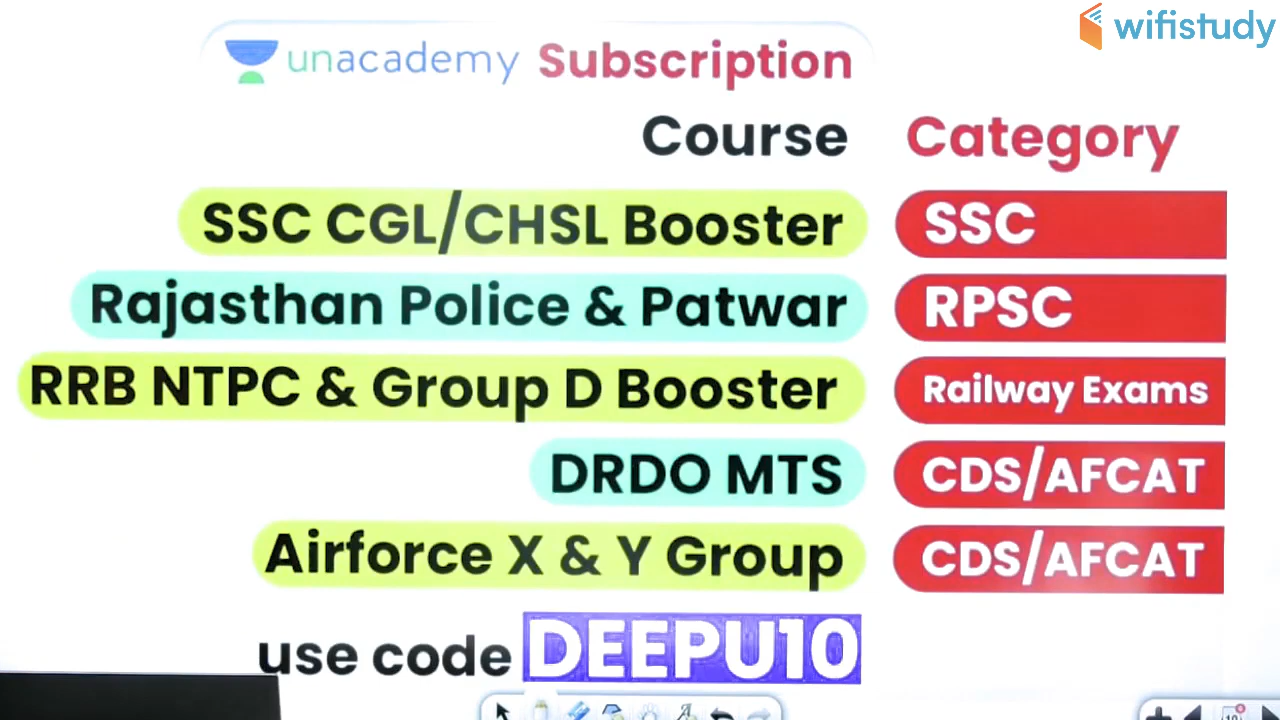 wifistudy
unacademy Subscription
Course Category
SSC CGL/CHSL Booster SSC
Rajasthan Police & Patwar RPSC
RRB NTPC & Group D Booster Railway Exams
DRDO MTS CDS/AFCAT
Airforce X & Y Group CDS/AFCAT
use code DEEPU10